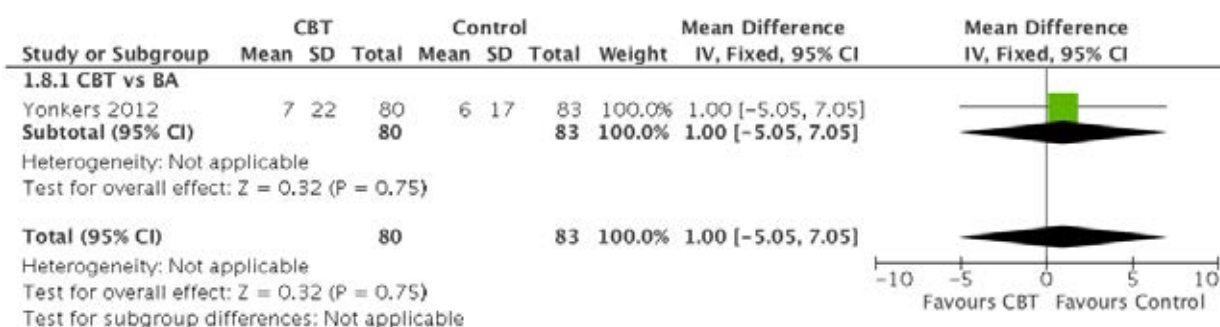 CBT Control Mean Difference Mean Difference
Study or Subgroup Mean SD Total Mean SD Total Weight IV, Fixed, 95% CI IV, Fixed, 95% CI
1.8.1 CBT vs BA
Yonkers 2012 7 22 80 6 17 83 100.0% 1.00 [-5.05, 7.05]
Subtotal (95% CI) 80 83 100.0% 1.00 [-5.05, 7.05]
Heterogeneity: Not applicable
Test for overall effect: Z = 0.32 (P = 0.75)
Total (95% CI) 80 83 100.0% 1.00 [-5.05, 7.05]
Heterogeneity: Not applicable
Test for overall effect: Z = 0.32 (P = 0.75)
Test for subgroup differences: Not applicable
-10 -5 0 5 10
Favours CBT Favours Control